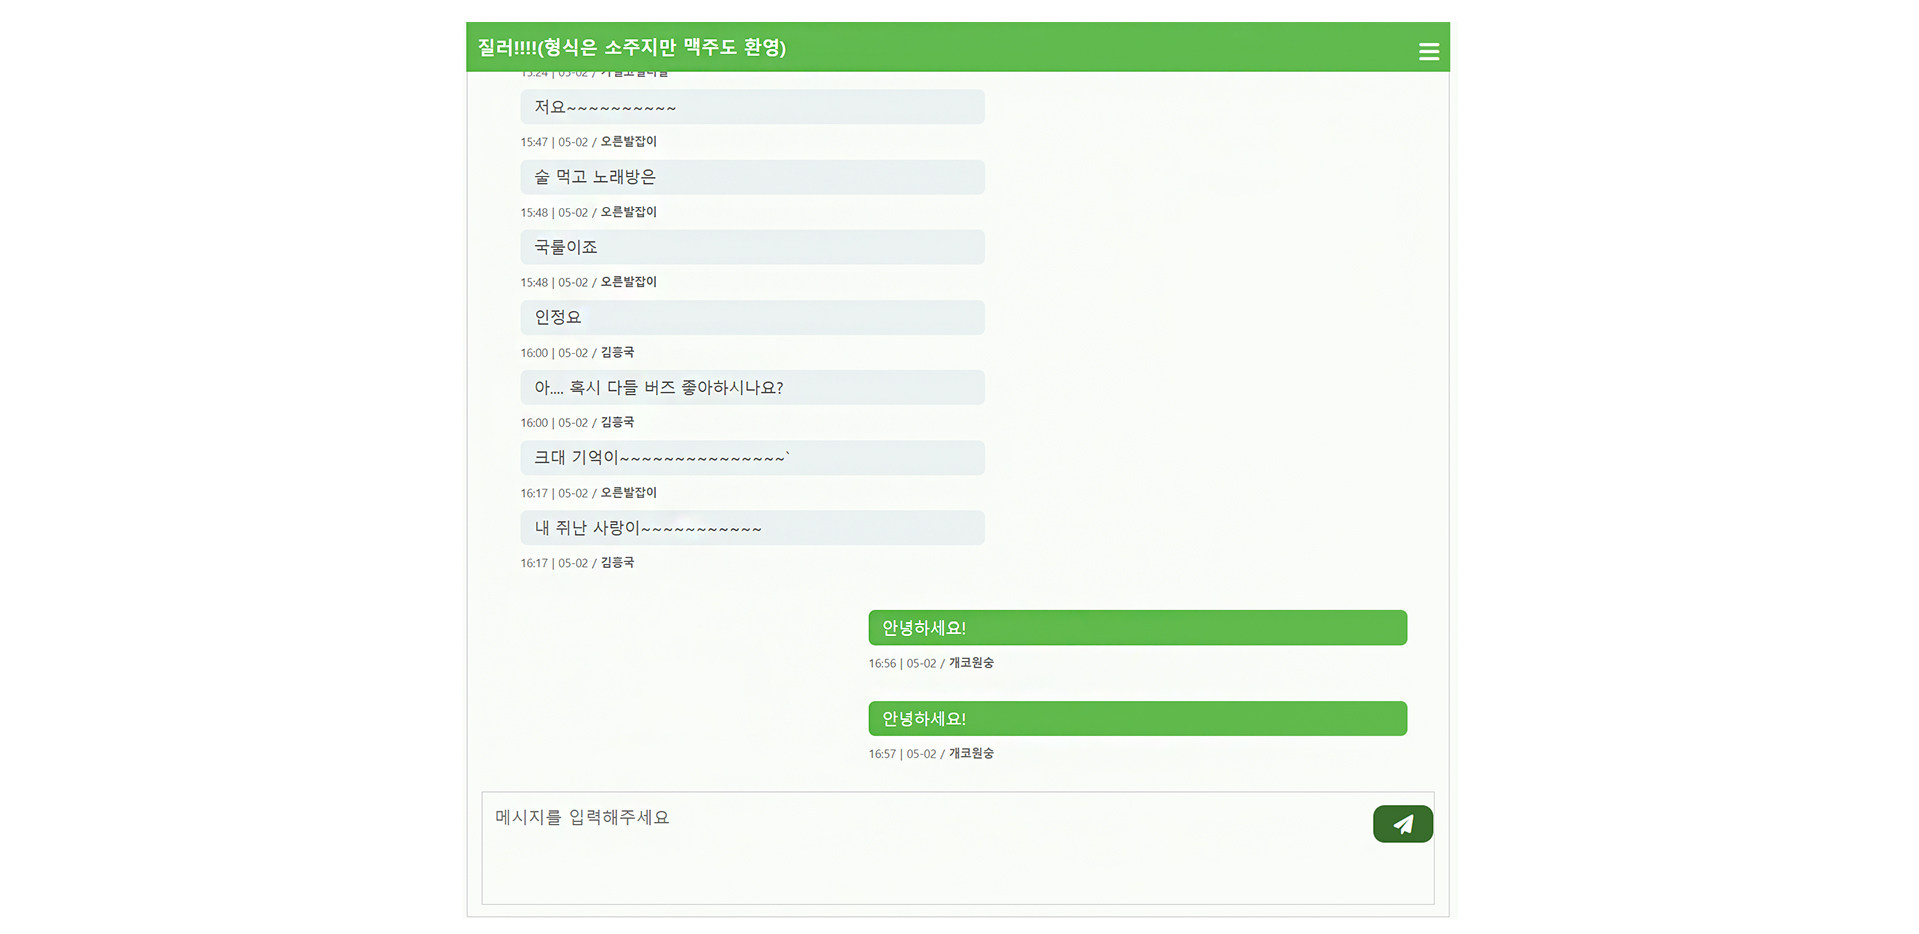 질러!!!!(형식은 소주지만 맥주도 환영)
저요~~~~~~~~~~
15:47 | 05-02 / 오른발잡이
술 먹고 노래방은
15:48 | 05-02 / 오른발잡이
국룰이죠
15:48 | 05-02 / 오른발잡이
인정요
16:00 | 05-02 / 김흥국
아.... 혹시 다들 버즈 좋아하시나요?
16:00 | 05-02 / 김흥국
크대 기억이~~~~~~~~~~~~~~~`
16:17 | 05-02 / 오른발잡이
내 쥐난 사랑이~~~~~~~~~~~
16:17 | 05-02 / 김흥국
안녕하세요!
16:56 | 05-02 / 개코원숭
안녕하세요!
16:57 | 05-02 / 개코원숭
메시지를 입력해주세요